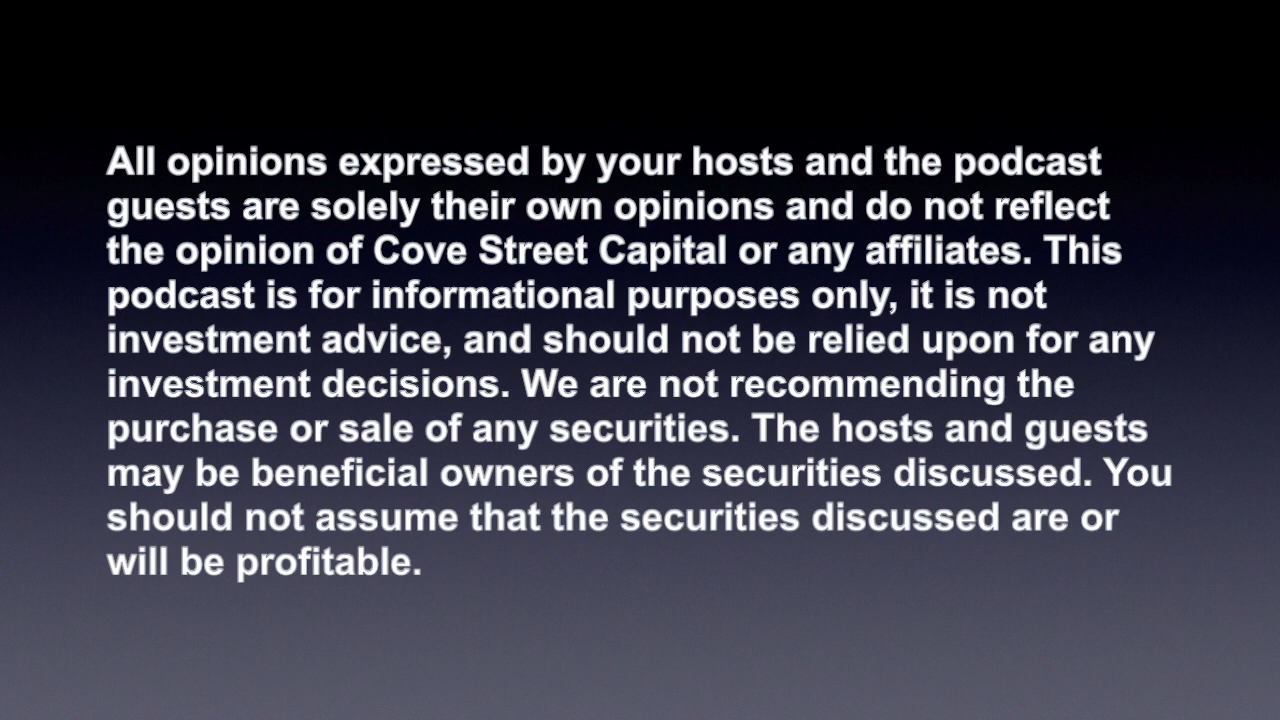 All opinions expressed by your hosts and the podcast
guests are solely their own opinions and do not reflect
the opinion of Cove Street Capital or any affiliates. This
podcast is for informational purposes only, it is not
investment advice, and should not be relied upon for any
investment decisions. We are not recommending the
purchase or sale of any securities. The hosts and guests
may be beneficial owners of the securities discussed. You
should not assume that the securities discussed are or
will be profitable.